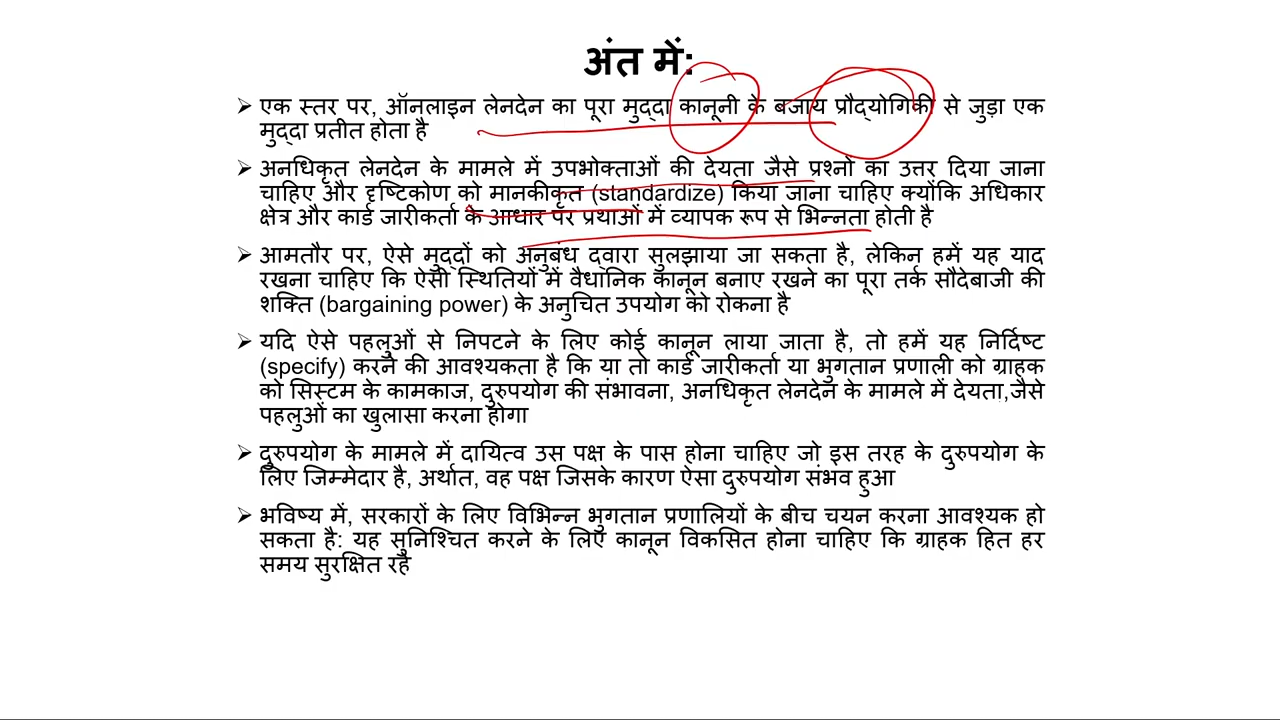 अंत में:
➢ एक स्तर पर, ऑनलाइन लेनदेन का पूरा मुद्दा कानूनी के बजाय प्रौद्योगिकी से जुड़ा एक
मुद्दा प्रतीत होता है
➢ अनधिकृत लेनदेन के मामले में उपभोक्ताओं की देयता जैसे प्रश्नों का उत्तर दिया जाना
चाहिए और दृष्टिकोण को मानकीकृत (standardize) किया जाना चाहिए क्योंकि अधिकार
क्षेत्र और कार्ड जारीकर्ता के आधार पर प्रथाओं में व्यापक रूप से भिन्नता होती है
➢ आमतौर पर, ऐसे मुद्दों को अनुबंध द्वारा सुलझाया जा सकता है, लेकिन हमें यह याद
रखना चाहिए कि ऐसी स्थितियों में वैधानिक कानून बनाए रखने का पूरा तर्क सौदेबाजी की
शक्ति (bargaining power) के अनुचित उपयोग को रोकना है
➢ यदि ऐसे पहलुओं से निपटने के लिए कोई कानून लाया जाता है, तो हमें यह निर्दिष्ट
(specify) करने की आवश्यकता है कि या तो कार्ड जारीकर्ता या भुगतान प्रणाली को ग्राहक
को सिस्टम के कामकाज, दुरुपयोग की संभावना, अनधिकृत लेनदेन के मामले में देयता,जैसे
पहलुओं का खुलासा करना होगा
➢ दुरुपयोग के मामले में दायित्व उस पक्ष के पास होना चाहिए जो इस तरह के दुरुपयोग के
लिए जिम्मेदार है, अर्थात, वह पक्ष जिसके कारण ऐसा दुरुपयोग संभव हुआ
➢ भविष्य में, सरकारों के लिए विभिन्न भुगतान प्रणालियों के बीच चयन करना आवश्यक हो
सकता है: यह सुनिश्चित करने के लिए कानून विकसित होना चाहिए कि ग्राहक हित हर
समय सुरक्षित रहे